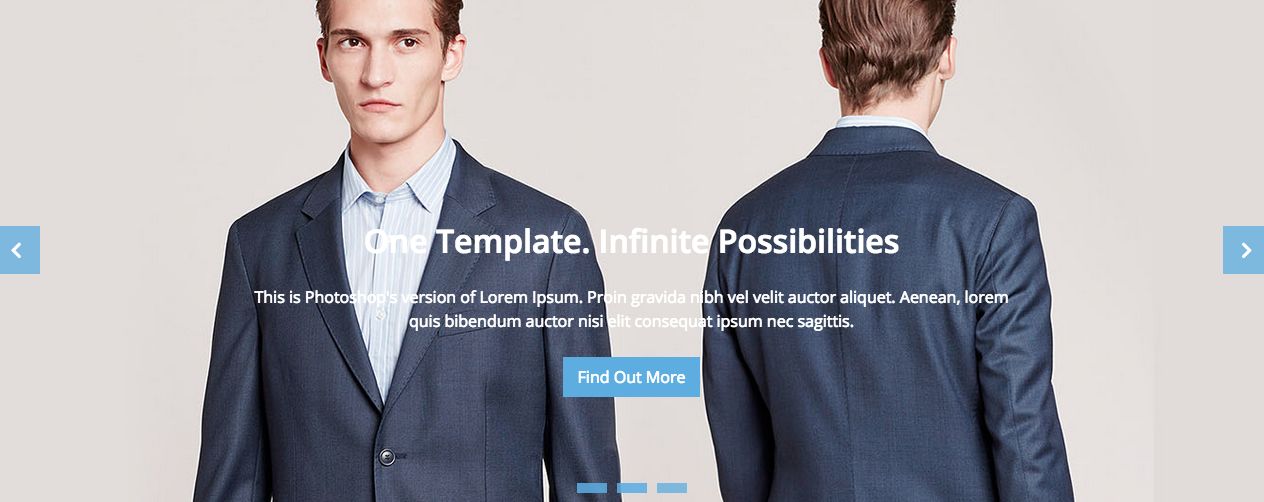 One Template. Infinite Possibilities
This is Photoshop's version of Lorem Ipsum. Proin gravida nibh vel velit auctor aliquet. Aenean, lorem
quis bibendum auctor nisi elit consequat ipsum nec sagittis.
Find Out More